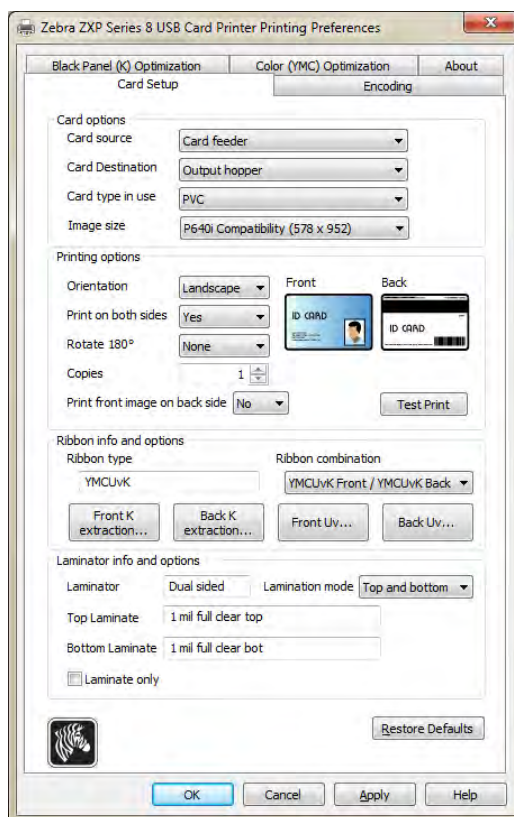 Zebra ZXP Series 8 USB Card Printer Printing Preferences
Black Panel (K) Optimization Color (YMC) Optimization About
Card Setup Encoding
Card options
Card source Card feeder
Card Destination Output hopper
Card type in use PVC
Image size P640i Compatibility (578 x 952)
Printing options
Orientation Landscape Front Back
Print on both sides Yes
ID CARD ID CARD
Rotate 180° None
Copies 1
Print front image on back side No Test Print
Ribbon info and options
Ribbon type Ribbon combination
YMCUvK YMCUvK Front / YMCUvK Back
Front K extraction... Back K extraction... Front Uv... Back Uv...
Laminator info and options
Laminator Dual sided Lamination mode Top and bottom
Top Laminate 1 mil full clear top
Bottom Laminate 1 mil full clear bot
Laminate only
Restore Defaults
OK Cancel Apply Help